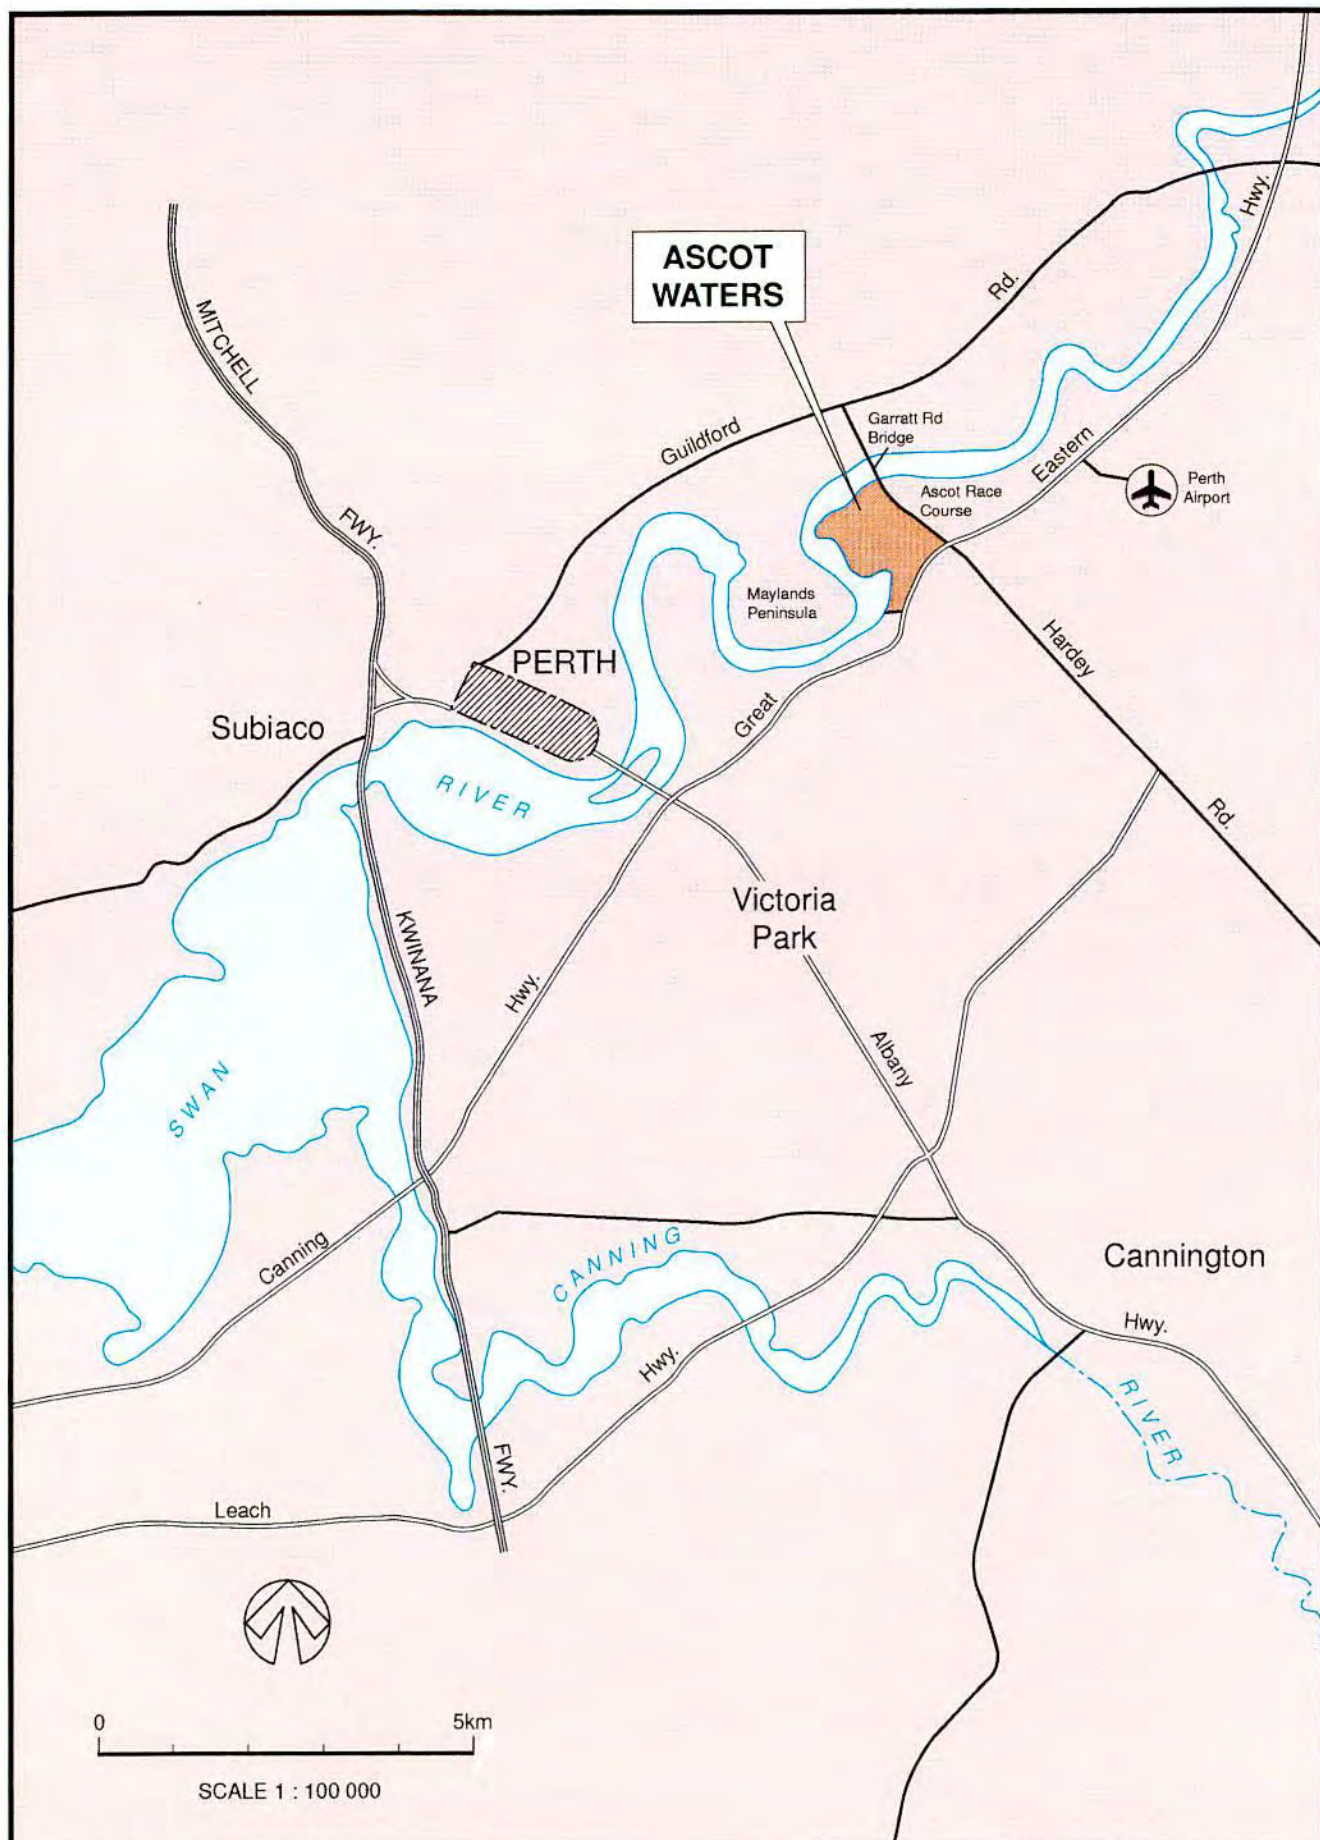 ASCOT
WATERS
MITCHELL
FWY.
Guildford
Rd.
Hwy.
Garratt Rd
Bridge
Eastern
Ascot Race
Course
Perth
Airport
Maylands
Peninsula
Hardey
Rd.
PERTH
Subiaco
Great
RIVER
Victoria
Park
KWINANA
Hwy.
SWAN
Albany
Canning
CANNING
Cannington
Hwy.
Hwy.
RIVER
FWY.
Leach
0 5km
SCALE 1 : 100 000